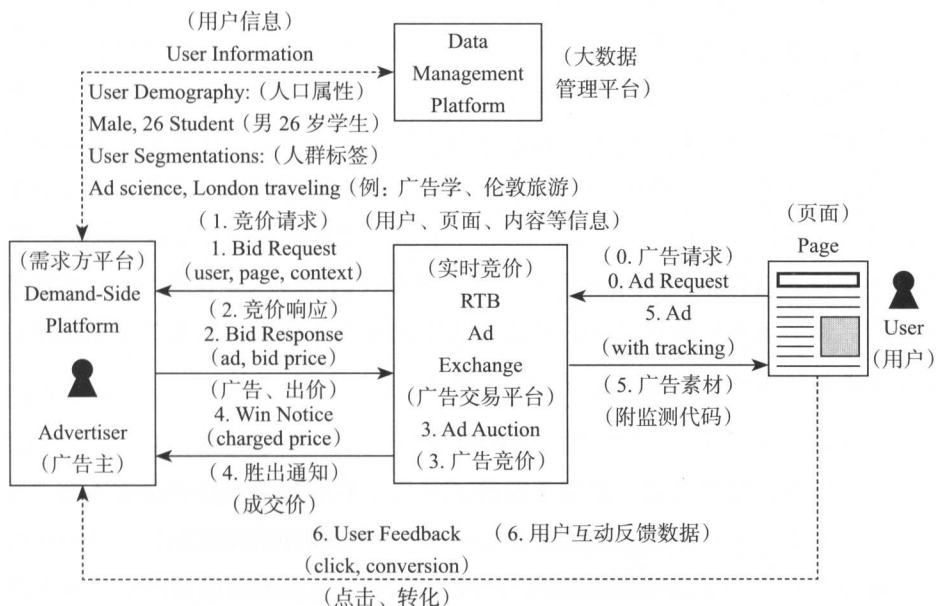 （用户信息）
User Information
Data
Management
Platform
（大数据
管理平台）
User Demography:（人口属性）
Male, 26 Student（男 26 岁学生）
User Segmentations:（人群标签）
Ad science, London traveling（例：广告学、伦敦旅游）
（1. 竞价请求）
（用户、页面、内容等信息）
1. Bid Request
(user, page, context)
（2. 竞价响应）
2. Bid Response
(ad, bid price)
（广告、出价）
4. Win Notice
(charged price)
（4. 胜出通知）
（成交价）
（需求方平台）
Demand-Side
Platform
Advertiser
（广告主）
（实时竞价）
RTB
Ad
Exchange
（广告交易平台）
3. Ad Auction
（3. 广告竞价）
（0. 广告请求）
0. Ad Request
5. Ad
(with tracking)
（5. 广告素材）
（附监测代码）
（页面）
Page
User
（用户）
6. User Feedback
（6. 用户互动反馈数据）
(click, conversion)
（点击、转化）